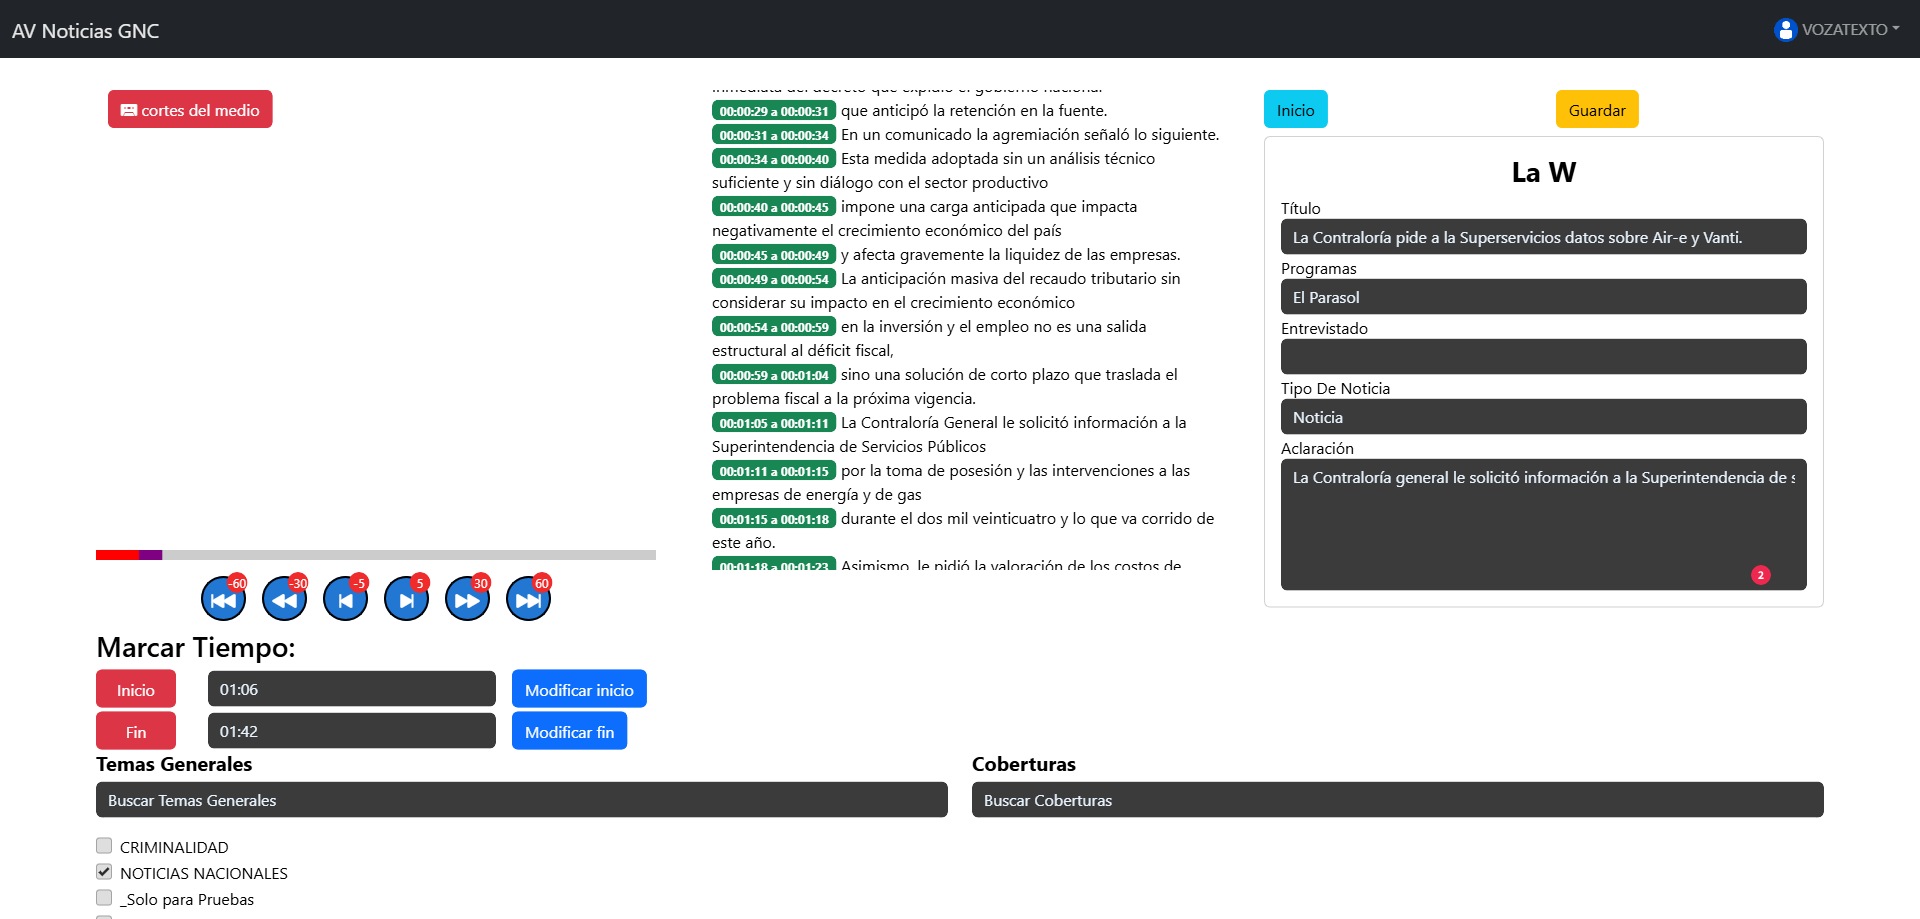 AV Noticias GNC
VOZATEXTO
cortes del medio
inmediata del decreto que expidió el gobierno nacional.
00:00:29 a 00:00:31 que anticipó la retención en la fuente.
00:00:31 a 00:00:34 En un comunicado la agremiación señaló lo siguiente.
00:00:34 a 00:00:40 Esta medida adoptada sin un análisis técnico
suficiente y sin diálogo con el sector productivo
00:00:40 a 00:00:45 impone una carga anticipada que impacta
negativamente el crecimiento económico del país
00:00:45 a 00:00:49 y afecta gravemente la liquidez de las empresas.
00:00:49 a 00:00:54 La anticipación masiva del recaudo tributario sin
considerar su impacto en el crecimiento económico
00:00:54 a 00:00:59 en la inversión y el empleo no es una salida
estructural al déficit fiscal,
00:00:59 a 00:01:04 sino una solución de corto plazo que traslada el
problema fiscal a la próxima vigencia.
00:01:05 a 00:01:11 La Contraloría General le solicitó información a la
Superintendencia de Servicios Públicos
00:01:11 a 00:01:15 por la toma de posesión y las intervenciones a las
empresas de energía y de gas
00:01:15 a 00:01:18 durante el dos mil veinticuatro y lo que va corrido de
este año.
00:01:18 a 00:01:23 Asimismo, le pidió la valoración de los costos de
Inicio
Guardar
La W
Título
La Contraloría pide a la Superservicios datos sobre Air-e y Vanti.
Programas
El Parasol
Entrevistado
Tipo De Noticia
Noticia
Aclaración
La Contraloría general le solicitó información a la Superintendencia de s
2
-60
-30
-5
5
30
60
Marcar Tiempo:
Inicio
01:06
Modificar inicio
Fin
01:42
Modificar fin
Temas Generales
Buscar Temas Generales
CRIMINALIDAD
NOTICIAS NACIONALES
_Solo para Pruebas
Coberturas
Buscar Coberturas